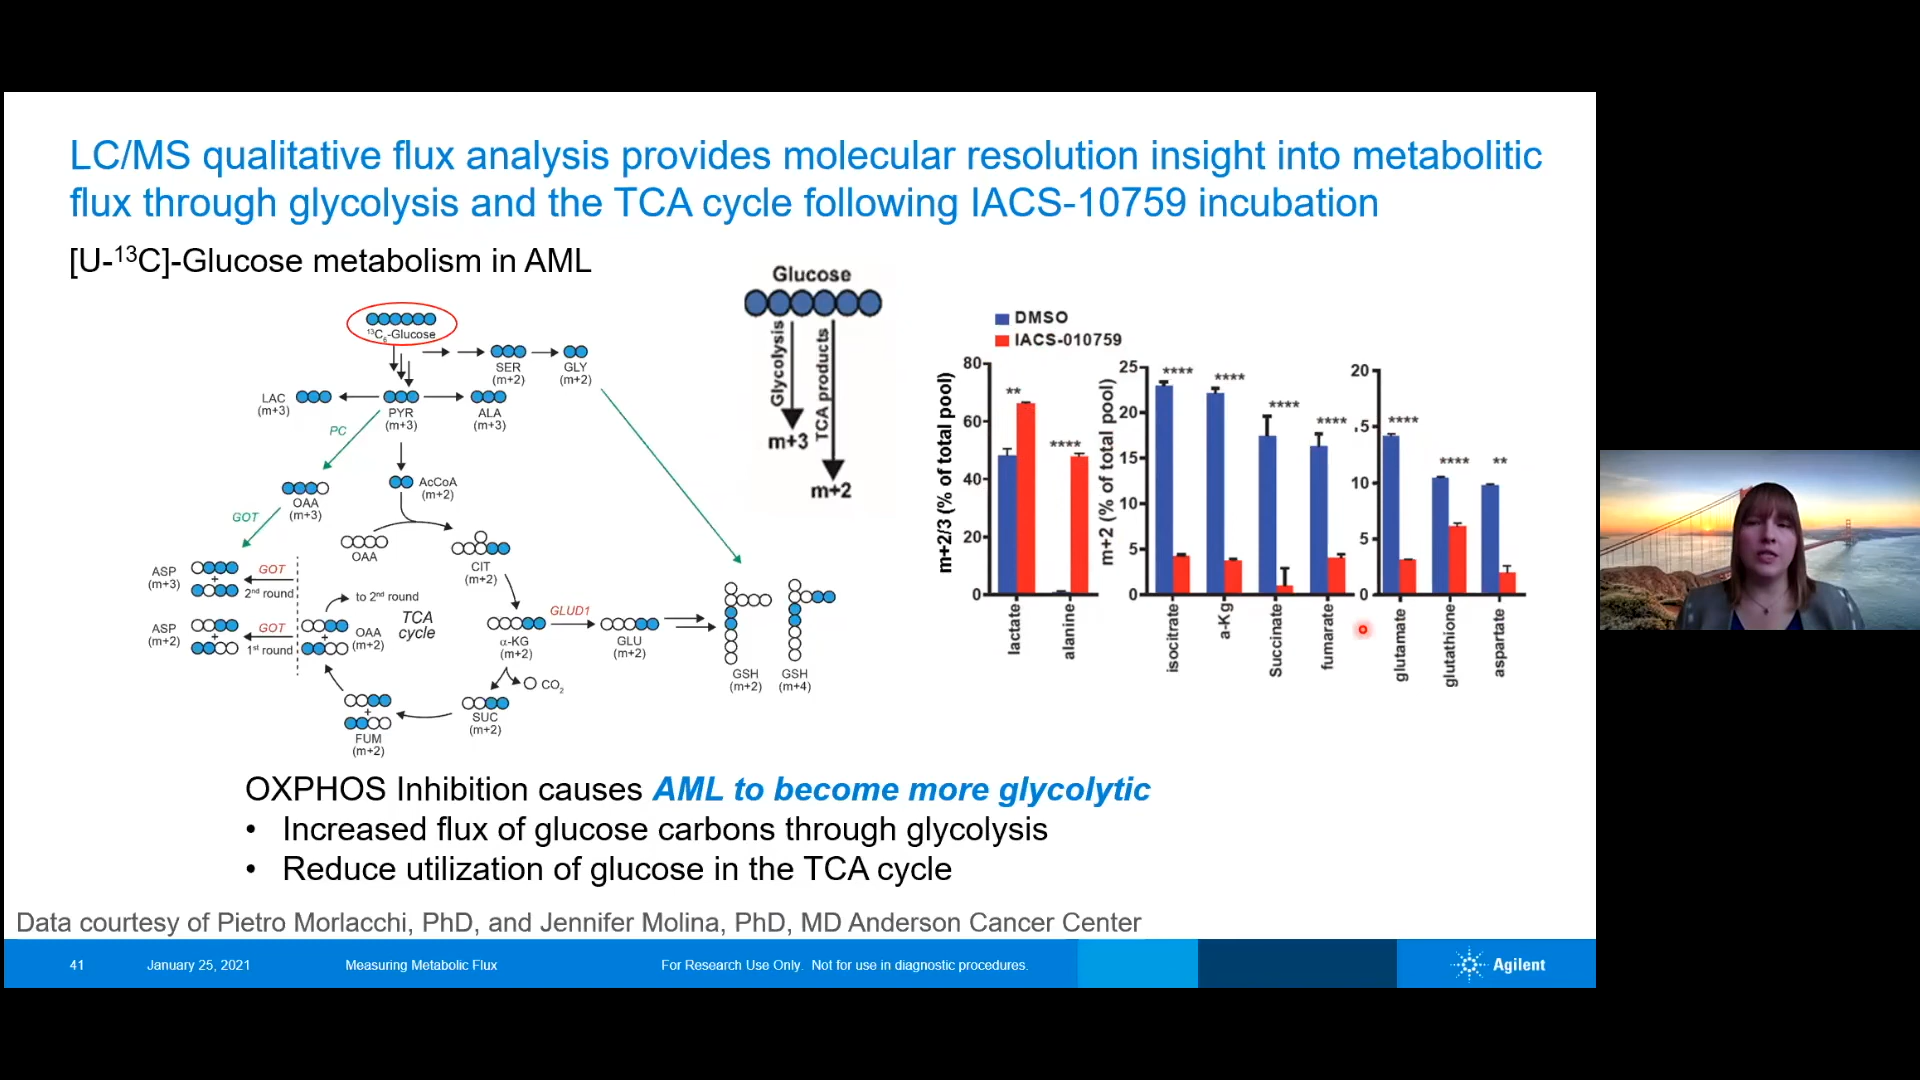 LC/MS qualitative flux analysis provides molecular resolution insight into metabolitic
flux through glycolysis and the TCA cycle following IACS-10759 incubation
[U-¹³C]-Glucose metabolism in AML
¹³C₆-Glucose
SER
(m+2)
GLY
(m+2)
LAC
(m+3)
PYR
(m+3)
ALA
(m+3)
PC
AcCoA
(m+2)
OAA
(m+3)
GOT
OAA
CIT
(m+2)
ASP
(m+3)
+
GOT
2nd round
to 2nd round
TCA
cycle
ASP
(m+2)
+
GOT
1st round
+
OAA
(m+2)
α-KG
(m+2)
GLUD1
GLU
(m+2)
CO₂
GSH
(m+2)
GSH
(m+4)
SUC
(m+2)
+
FUM
(m+2)
Glucose
Glycolysis
TCA products
m+3
m+2
DMSO
IACS-010759
m+2/3 (% of total pool)
80
60
40
20
0
**
****
lactate
alanine
m+2 (% of total pool)
25
20
15
10
5
0
****
****
****
****
isocitrate
a-Kg
Succinate
fumarate
20
.5
10
5
0
****
****
**
glutamate
glutathione
aspartate
OXPHOS Inhibition causes AML to become more glycolytic
• Increased flux of glucose carbons through glycolysis
• Reduce utilization of glucose in the TCA cycle
Data courtesy of Pietro Morlacchi, PhD, and Jennifer Molina, PhD, MD Anderson Cancer Center
41 January 25, 2021 Measuring Metabolic Flux For Research Use Only. Not for use in diagnostic procedures. Agilent